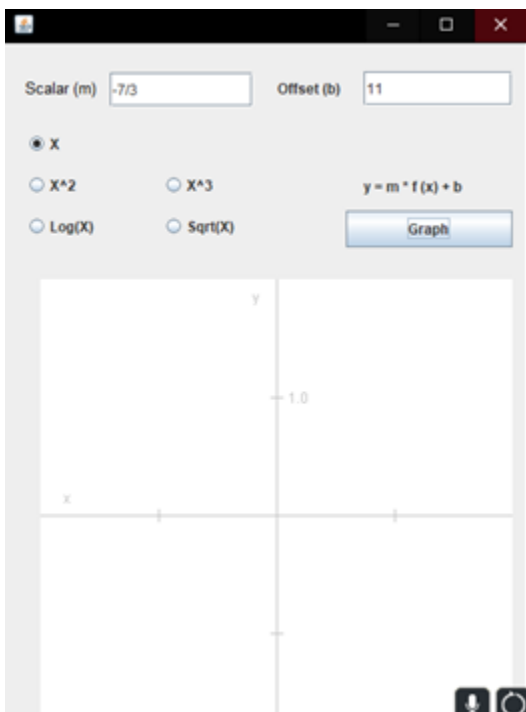 Scalar (m) -7/3 Offset (b) 11
X
X^2 X^3 y = m * f (x) + b
Log(X) Sqrt(X) Graph
y
1.0
x